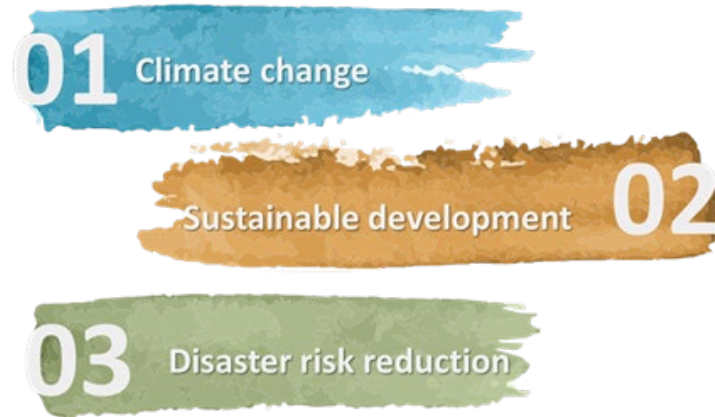 01 Climate change
Sustainable development 02
03 Disaster risk reduction